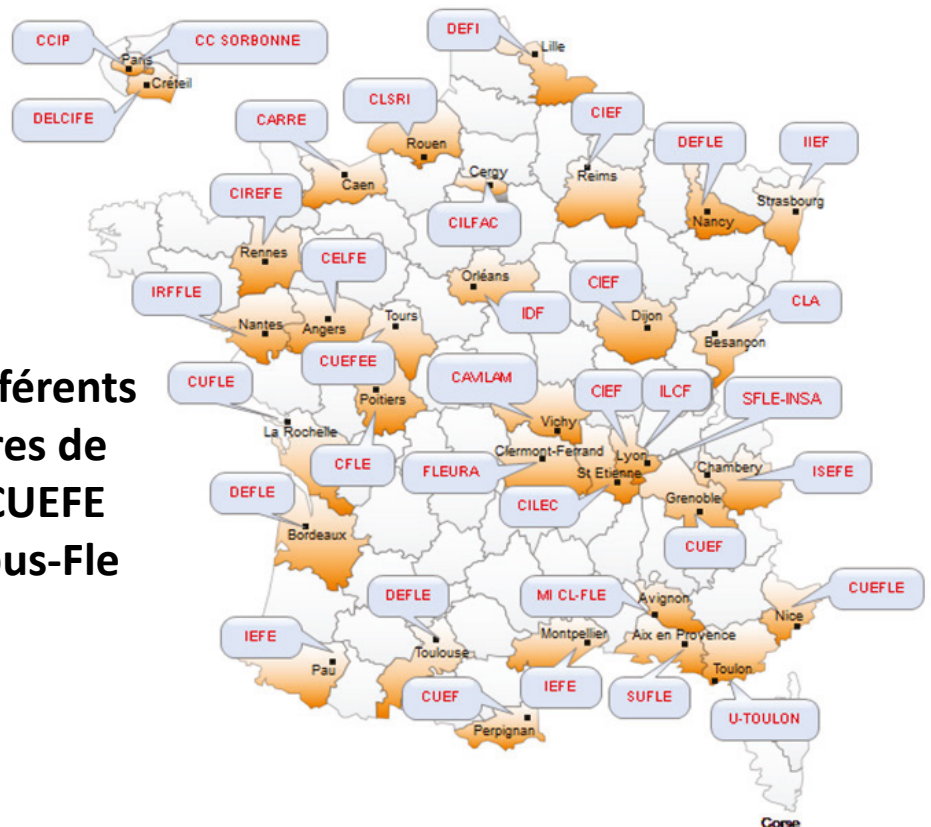 CCIP
CC SORBONNE
Paris
Créteil
DELCIFE
DEFI
Lille
CLSRI
Rouen
CARRE
Caen
CIEF
Reims
Cergy
CILFAC
DEFLE
Nancy
IIEF
Strasbourg
CIREFE
Rennes
CELFE
Angers
IRFFLE
Nantes
Tours
CUEFEE
Orléans
IDF
CIEF
Dijon
CLA
Besançon
férents
res de
CUEFE
ous-Fle
CUFLE
La Rochelle
Poitiers
CFLE
CAVILAM
Vichy
Clermont-Ferrand
FLEURA
CIEF
ILCF
SFLE-INSA
Lyon
St Etienne
CILEC
Chambery
ISEFE
Grenoble
CUEF
DEFLE
Bordeaux
DEFLE
Toulouse
IEFE
Pau
CUEF
Perpignan
Montpellier
IEFE
MI CL-FLE
Avignon
Aix en Provence
SUFLE
CUEFLE
Nice
Toulon
U-TOULON
Corse